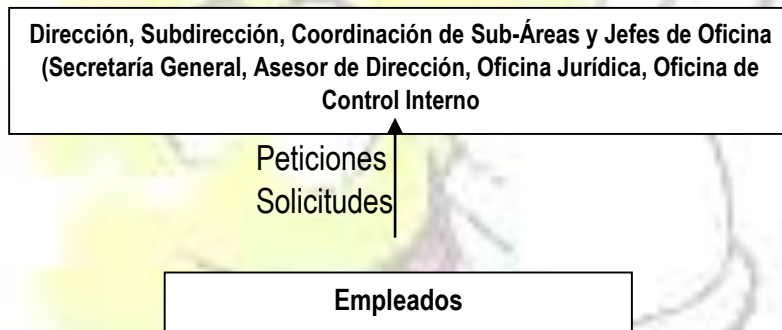 Dirección, Subdirección, Coordinación de Sub-Áreas y Jefes de Oficina
(Secretaría General, Asesor de Dirección, Oficina Jurídica, Oficina de
Control Interno
Peticiones
Solicitudes
Empleados